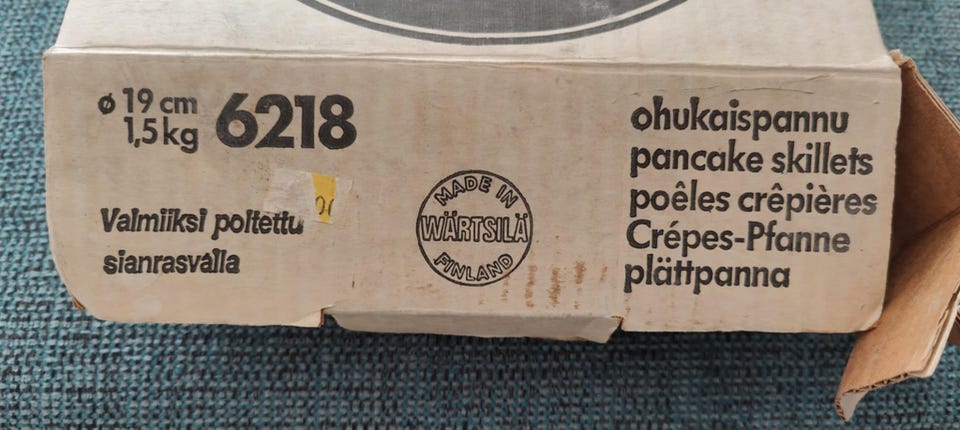 ø 19 cm
1,5 kg
6218
Valmiiksi poltettu
sianrasvalla
MADE IN
WÄRTSILÄ
FINLAND
ohukaispannu
pancake skillets
poêles crêpières
Crépes-Pfanne
plättpanna